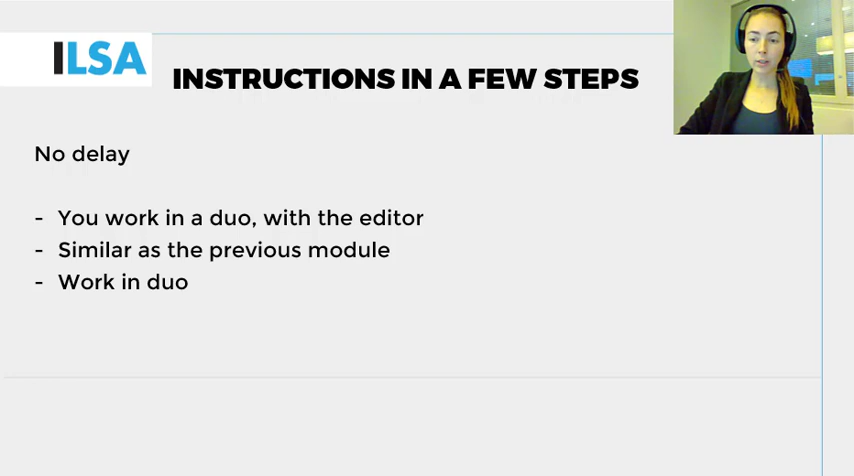 ILSA
INSTRUCTIONS IN A FEW STEPS
No delay
- You work in a duo, with the editor
- Similar as the previous module
- Work in duo